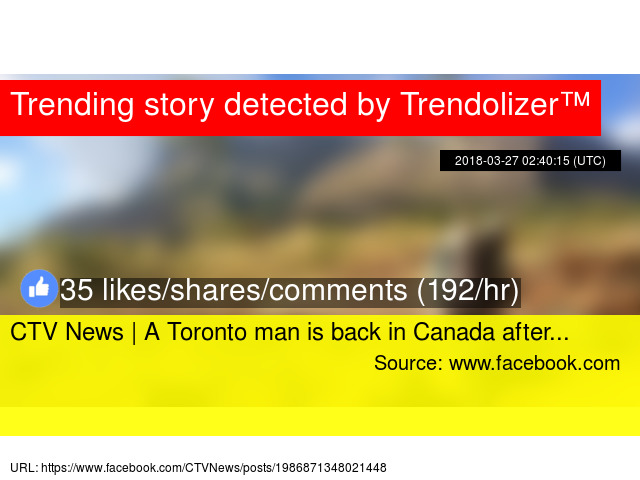 Trending story detected by Trendolizer™
2018-03-27 02:40:15 (UTC)
35 likes/shares/comments (192/hr)
CTV News | A Toronto man is back in Canada after...
Source: www.facebook.com
URL: https://www.facebook.com/CTVNews/posts/1986871348021448